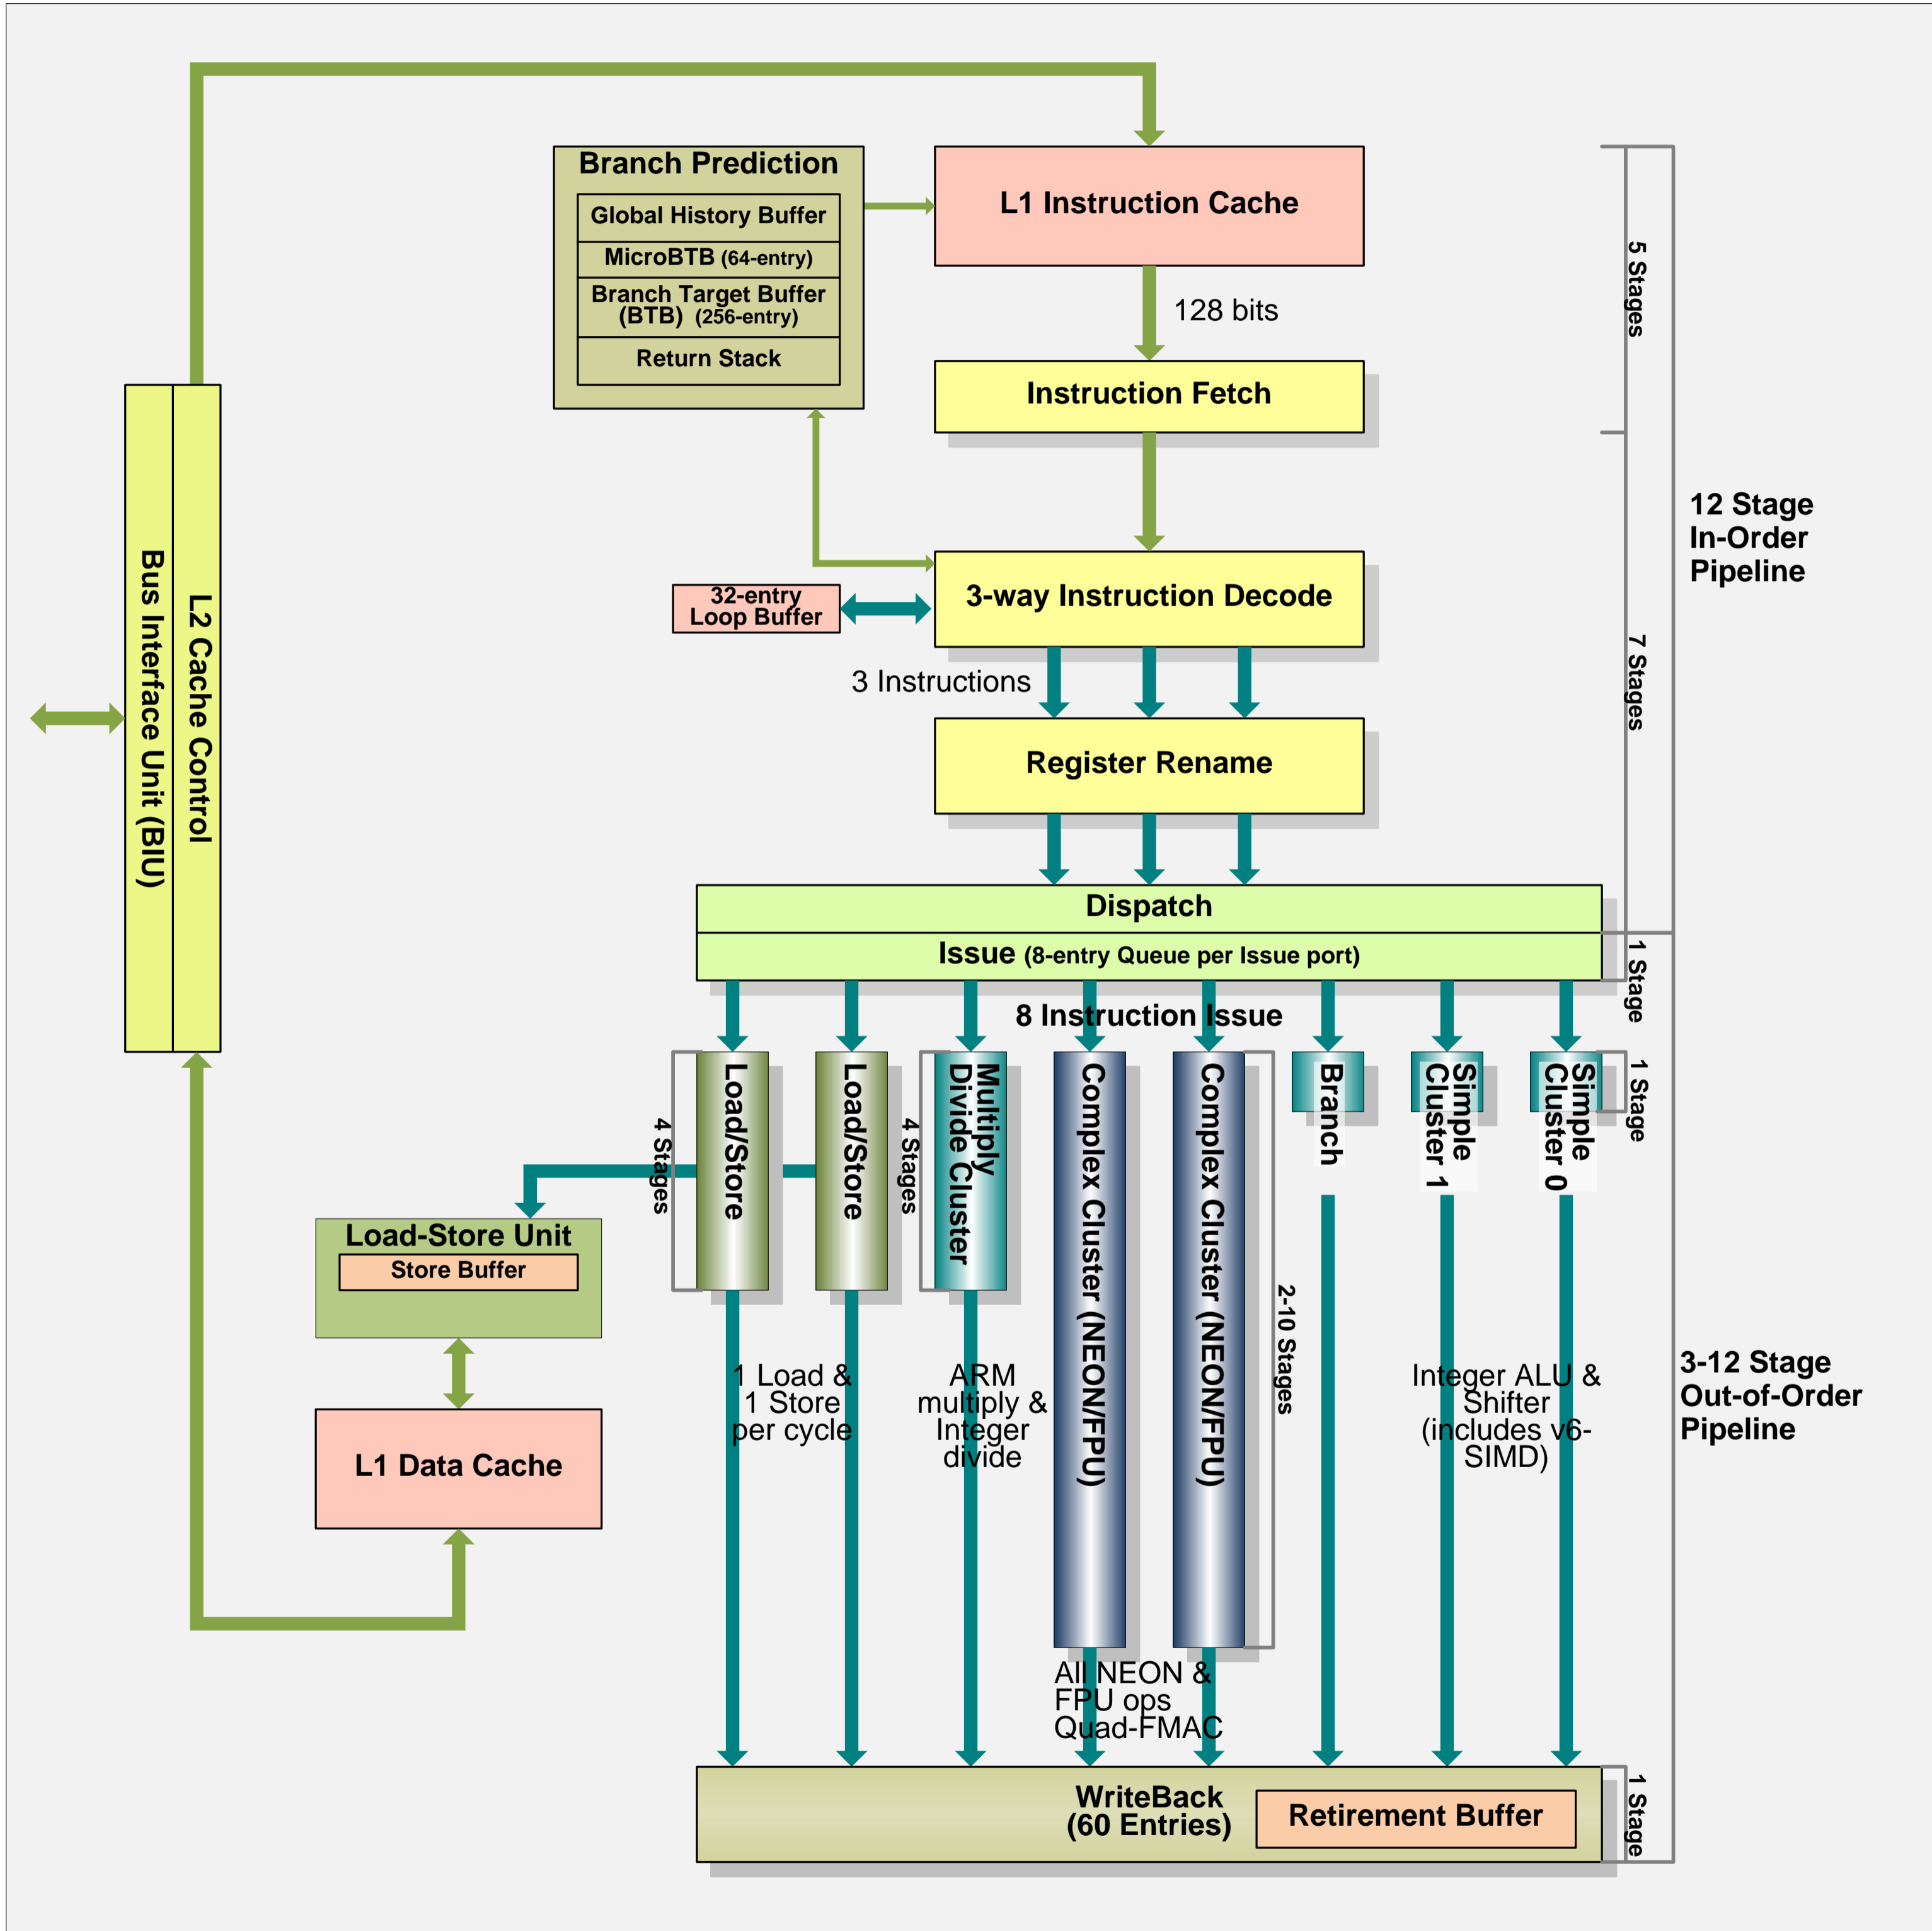 Branch Prediction
Global History Buffer
MicroBTB (64-entry)
Branch Target Buffer
(BTB) (256-entry)
Return Stack
L1 Instruction Cache
128 bits
5 Stages
Instruction Fetch
12 Stage
In-Order
Pipeline
3-way Instruction Decode
32-entry
Loop Buffer
3 Instructions
7 Stages
Register Rename
L2 Cache Control
Bus Interface Unit (BIU)
Dispatch
Issue (8-entry Queue per Issue port)
1 Stage
8 Instruction Issue
4 Stages
Load/Store
Load/Store
4 Stages
Multiply
Divide Cluster
Complex Cluster (NEON/FPU)
Complex Cluster (NEON/FPU)
2-10 Stages
Branch
Simple
Cluster 1
Simple
Cluster 0
1 Stage
Load-Store Unit
Store Buffer
L1 Data Cache
1 Load &
1 Store
per cycle
ARM
multiply &
Integer
divide
Integer ALU &
Shifter
(includes v6-
SIMD)
3-12 Stage
Out-of-Order
Pipeline
All NEON &
FPU ops
Quad-FMAC
WriteBack
(60 Entries)
Retirement Buffer
1 Stage